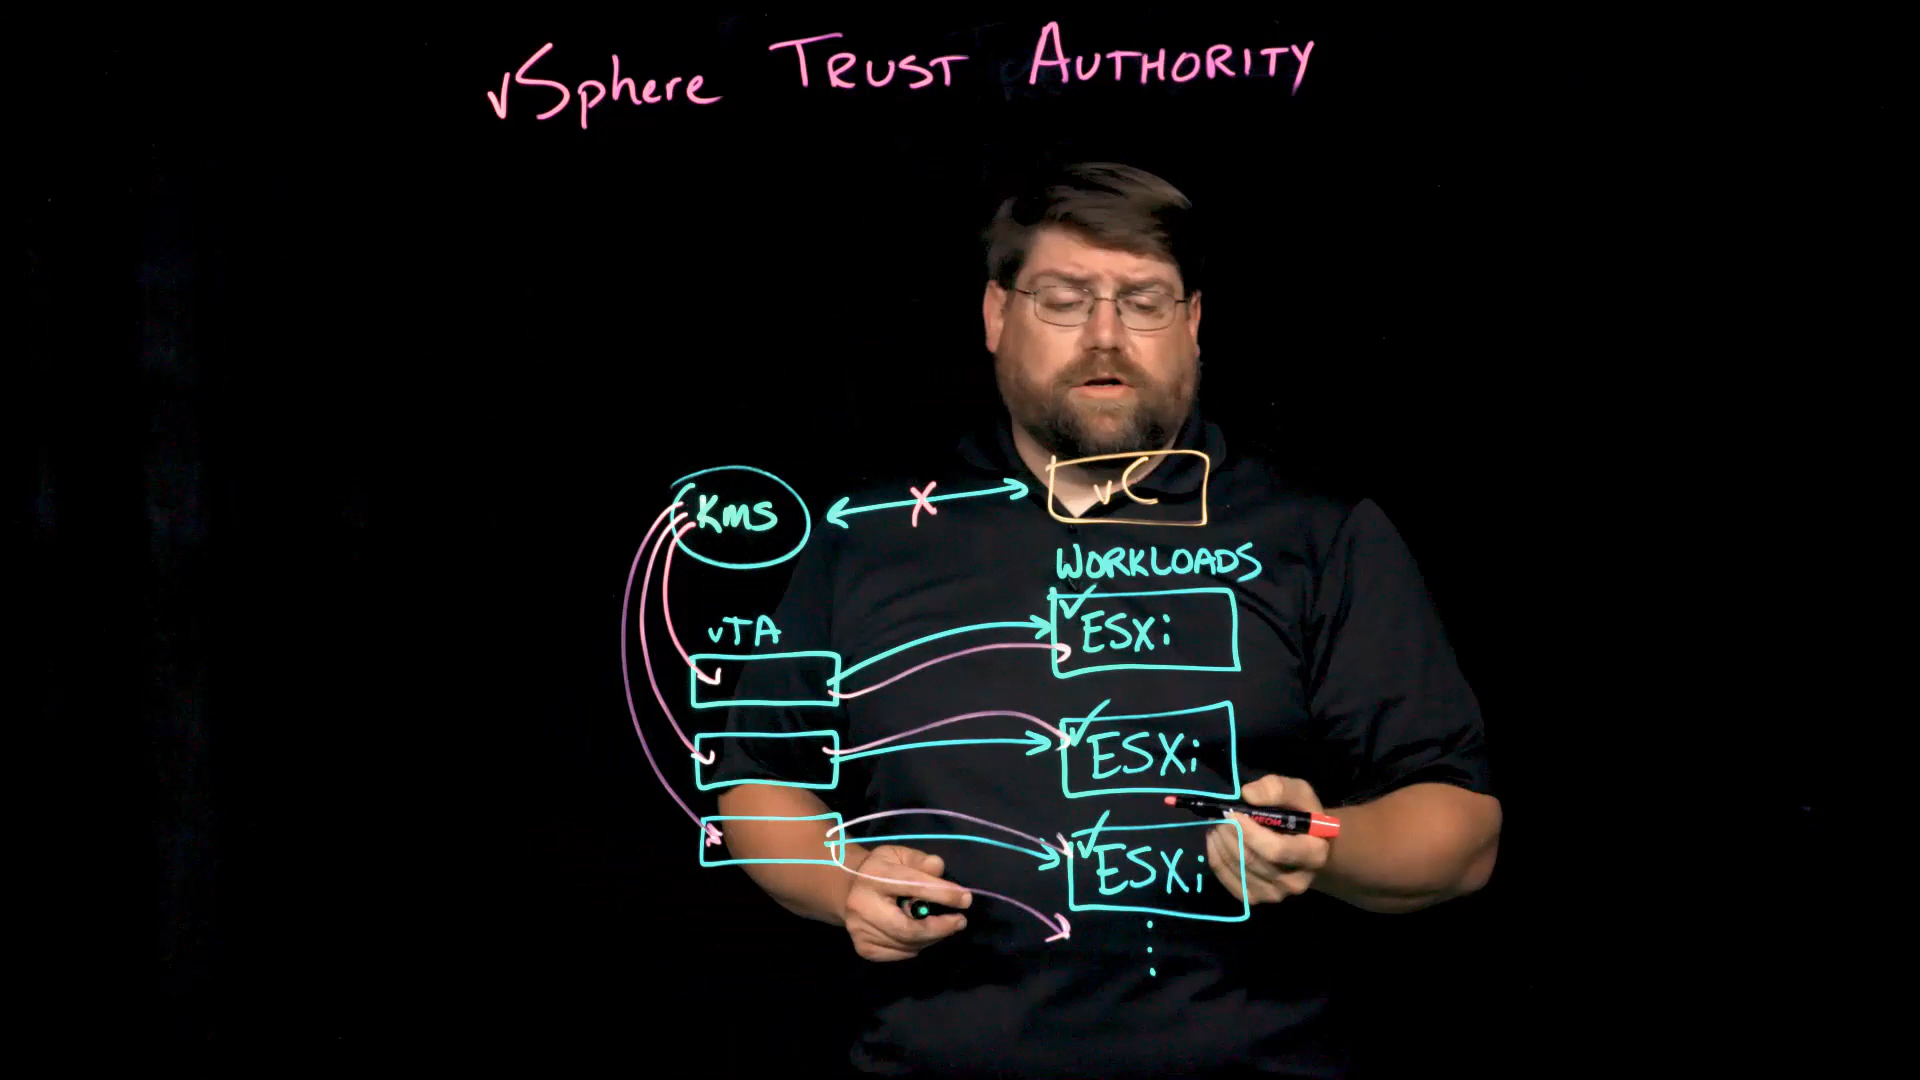 vSphere TRUST AUTHORITY
KMS
X
vC
WORKLOADS
vTA
ESXi
ESXi
ESXi